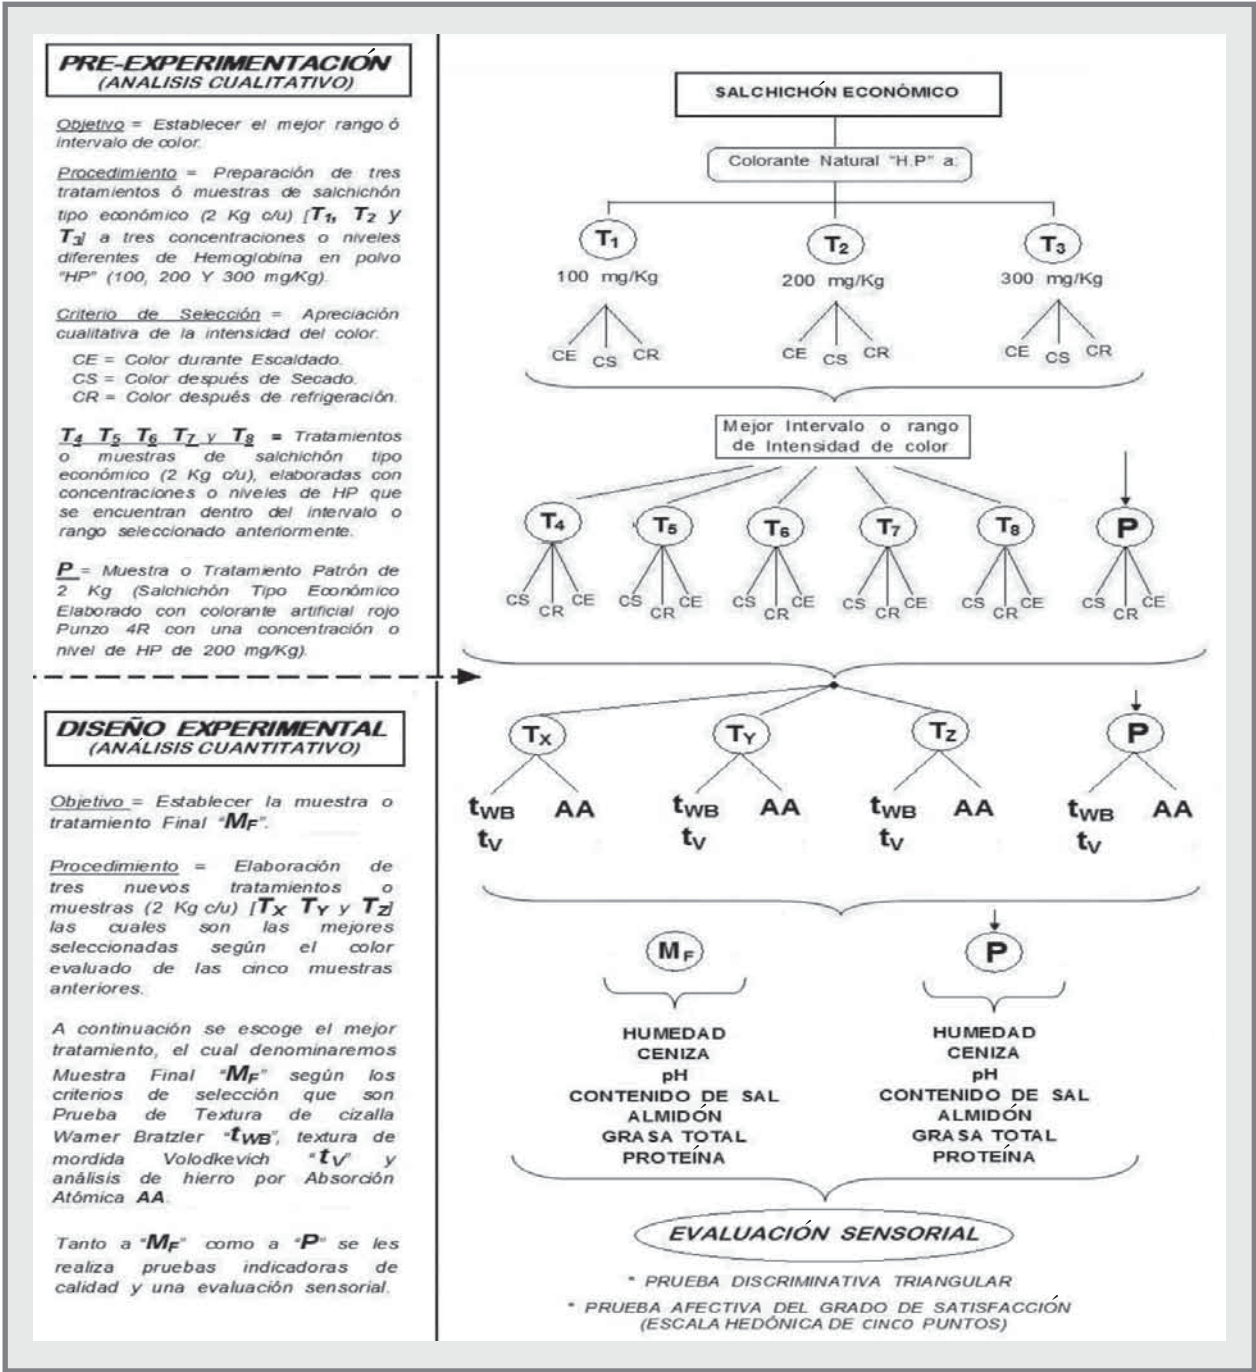 PRE-EXPERIMENTACIÓN
(ANALISIS CUALITATIVO)
Objetivo = Establecer el mejor rango ó
intervalo de color.
Procedimiento = Preparación de tres
tratamientos ó muestras de salchichón
tipo económico (2 Kg c/u) [T1, T2 y
T3] a tres concentraciones o niveles
diferentes de Hemoglobina en polvo
"HP" (100, 200 Y 300 mg/Kg).
Criterio de Selección = Apreciación
cualitativa de la intensidad del color.
CE = Color durante Escaldado.
CS = Color después de Secado.
CR = Color después de refrigeración.
T4 T5 T6 T7 y T8 = Tratamientos
o muestras de salchichón tipo
económico (2 Kg c/u), elaboradas con
concentraciones o niveles de HP que
se encuentran dentro del intervalo o
rango seleccionado anteriormente.
P = Muestra o Tratamiento Patrón de
2 Kg (Salchichón Tipo Económico
Elaborado con colorante artificial rojo
Punzo 4R con una concentración o
nivel de HP de 200 mg/Kg).
DISEÑO EXPERIMENTAL
(ANÁLISIS CUANTITATIVO)
Objetivo = Establecer la muestra o
tratamiento Final "MF".
Procedimiento = Elaboración de
tres nuevos tratamientos o
muestras (2 Kg c/u) [TX TY y TZ]
las cuales son las mejores
seleccionadas según el color
evaluado de las cinco muestras
anteriores.
A continuación se escoge el mejor
tratamiento, el cual denominaremos
Muestra Final "MF" según los
criterios de selección que son
Prueba de Textura de cizalla
Warner Bratzler "tWB", textura de
mordida Volodkevich "tV" y
análisis de hierro por Absorción
Atómica AA.
Tanto a "MF" como a "P" se les
realiza pruebas indicadoras de
calidad y una evaluación sensorial.
SALCHICHÓN ECONÓMICO
Colorante Natural "H.P" a:
T1 T2 T3
100 mg/Kg 200 mg/Kg 300 mg/Kg
CE CS CR CE CS CR CE CS CR
Mejor Intervalo o rango
de Intensidad de color
T4 T5 T6 T7 T8 P
CS CR CE CS CR CE CS CR CE CS CR CE CS CR CE CS CR CE
TX TY TZ P
tWB AA tWB AA tWB AA tWB AA
tV tV tV tV
MF P
HUMEDAD HUMEDAD
CENIZA CENIZA
pH pH
CONTENIDO DE SAL CONTENIDO DE SAL
ALMIDÓN ALMIDÓN
GRASA TOTAL GRASA TOTAL
PROTEÍNA PROTEÍNA
EVALUACIÓN SENSORIAL
* PRUEBA DISCRIMINATIVA TRIANGULAR
* PRUEBA AFECTIVA DEL GRADO DE SATISFACCIÓN
(ESCALA HEDÓNICA DE CINCO PUNTOS)